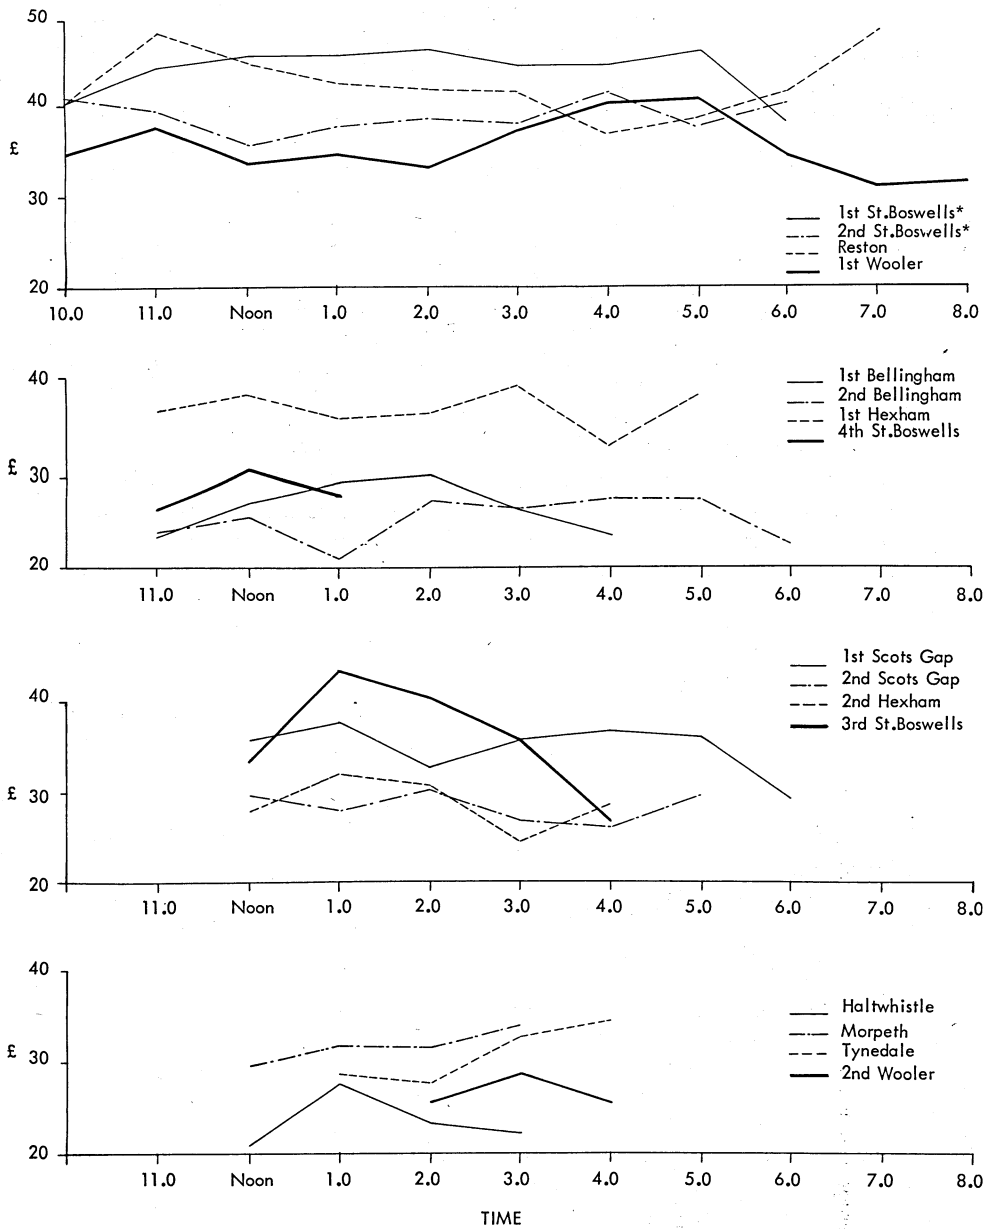 50
40
£
30
20
1st St.Boswells*
2nd St.Boswells*
Reston
1st Wooler
10.0 11.0 Noon 1.0 2.0 3.0 4.0 5.0 6.0 7.0 8.0
40
£
30
20
1st Bellingham
2nd Bellingham
1st Hexham
4th St.Boswells
11.0 Noon 1.0 2.0 3.0 4.0 5.0 6.0 7.0 8.0
40
£
30
20
1st Scots Gap
2nd Scots Gap
2nd Hexham
3rd St.Boswells
11.0 Noon 1.0 2.0 3.0 4.0 5.0 6.0 7.0 8.0
40
£
30
20
Haltwhistle
Morpeth
Tynedale
2nd Wooler
11.0 Noon 1.0 2.0 3.0 4.0 5.0 6.0 7.0 8.0
TIME